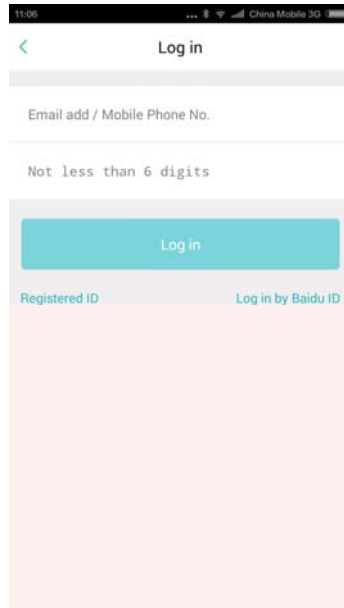 11:06 ... China Mobile 3G
Log in
Email add / Mobile Phone No.
Not less than 6 digits
Log in
Registered ID Log in by Baidu ID